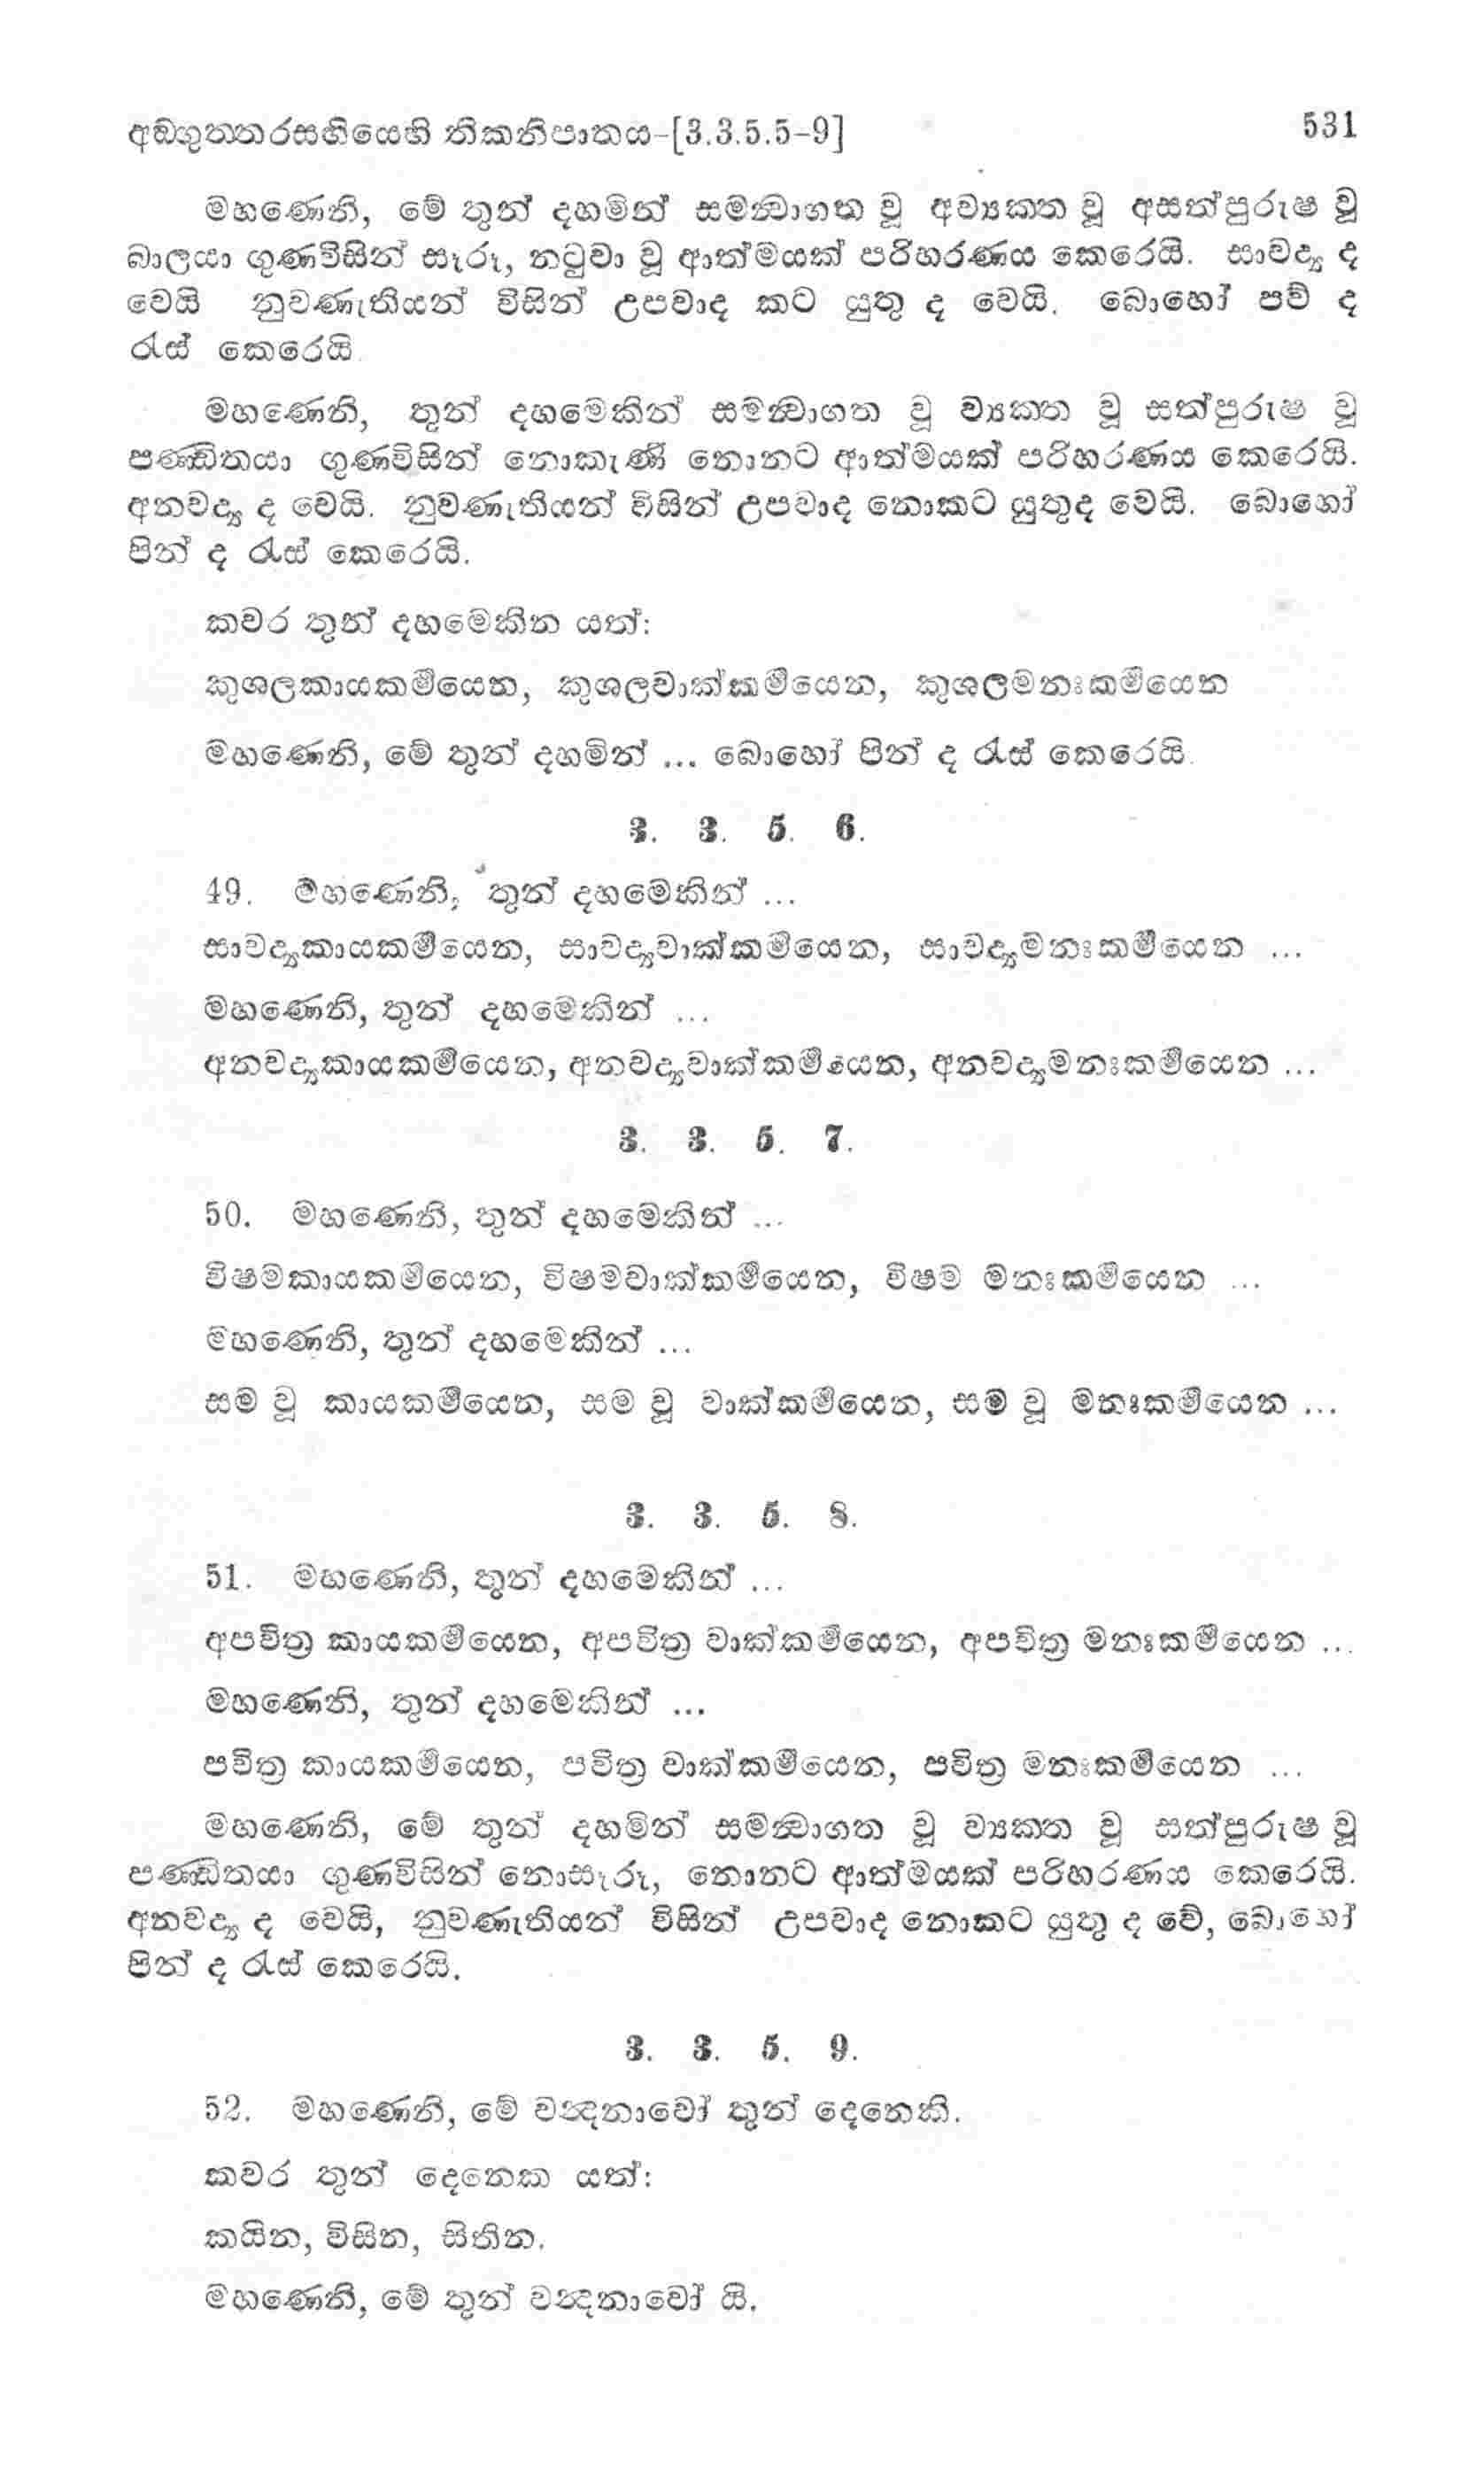 අඞ්ගුත්තරසඟියෙහි තිකනිපාතය-[3.3.5.5-9] 531
මහණෙනි, මේ තුන් දහමින් සමන්‍වාගත වූ අව්‍යක්ත වූ අසත්පුරුෂ වූ
බාලයා ගුණවිසින් සෑරූ, නටුවා වූ ආත්මයක් පරිහරණය කෙරෙයි. සාවද්‍ය ද
වෙයි නුවණැතියන් විසින් උපවාද කට යුතු ද වෙයි. බොහෝ පව් ද
රැස් කෙරෙයි.
මහණෙනි, තුන් දහමෙකින් සමන්‍වාගත වූ ව්‍යක්ත වූ සත්පුරුෂ වූ
පණ්ඩිතයා ගුණවිසින් නොකැණි නොනට ආත්මයක් පරිහරණය කෙරෙයි.
අනවද්‍ය ද වෙයි. නුවණැතියන් විසින් උපවාද නොකට යුතුද වෙයි. බොහෝ
පින් ද රැස් කෙරෙයි.
කවර තුන් දහමෙකින යත්:
කුශලකායකර්‍මයෙන, කුශලවාක්කර්‍මයෙන, කුශලමනඃකර්‍මයෙන
මහණෙනි, මේ තුන් දහමින් ... බොහෝ පින් ද රැස් කෙරෙයි.
3. 3. 5. 6.
49. මහණෙනි, තුන් දහමෙකින් ...
සාවද්‍යකායකර්‍මයෙන, සාවද්‍යවාක්කර්‍මයෙන, සාවද්‍යමනඃකර්‍මයෙන ...
මහණෙනි, තුන් දහමෙකින් ...
අනවද්‍යකායකර්‍මයෙන, අනවද්‍යවාක්කර්‍මයෙන, අනවද්‍යමනඃකර්‍මයෙන ...
3. 3. 5. 7.
50. මහණෙනි, තුන් දහමෙකින් ...
විෂමකායකර්‍මයෙන, විෂමවාක්කර්‍මයෙන, විෂම මනඃකර්‍මයෙන ...
මහණෙනි, තුන් දහමෙකින් ...
සම වූ කායකර්‍මයෙන, සම වූ වාක්කර්‍මයෙන, සම වූ මනඃකර්‍මයෙන ...
3. 3. 5. 8.
51. මහණෙනි, තුන් දහමෙකින් ...
අපවිත්‍ර කායකර්‍මයෙන, අපවිත්‍ර වාක්කර්‍මයෙන, අපවිත්‍ර මනඃකර්‍මයෙන ...
මහණෙනි, තුන් දහමෙකින් ...
පවිත්‍ර කායකර්‍මයෙන, පවිත්‍ර වාක්කර්‍මයෙන, පවිත්‍ර මනඃකර්‍මයෙන ...
මහණෙනි, මේ තුන් දහමින් සමන්‍වාගත වූ ව්‍යක්ත වූ සත්පුරුෂ වූ
පණ්ඩිතයා ගුණවිසින් නොසෑරූ, නොනට ආත්මයක් පරිහරණය කෙරෙයි.
අනවද්‍ය ද වෙයි, නුවණැතියන් විසින් උපවාද නොකට යුතු ද වේ, බොහෝ
පින් ද රැස් කෙරෙයි.
3. 3. 5. 9.
52. මහණෙනි, මේ වන්‍දනාවෝ තුන් දෙනෙකි.
කවර තුන් දෙනෙක යත්:
කයින, විසින, සිතින.
මහණෙනි, මේ තුන් වන්‍දනාවෝ යි.